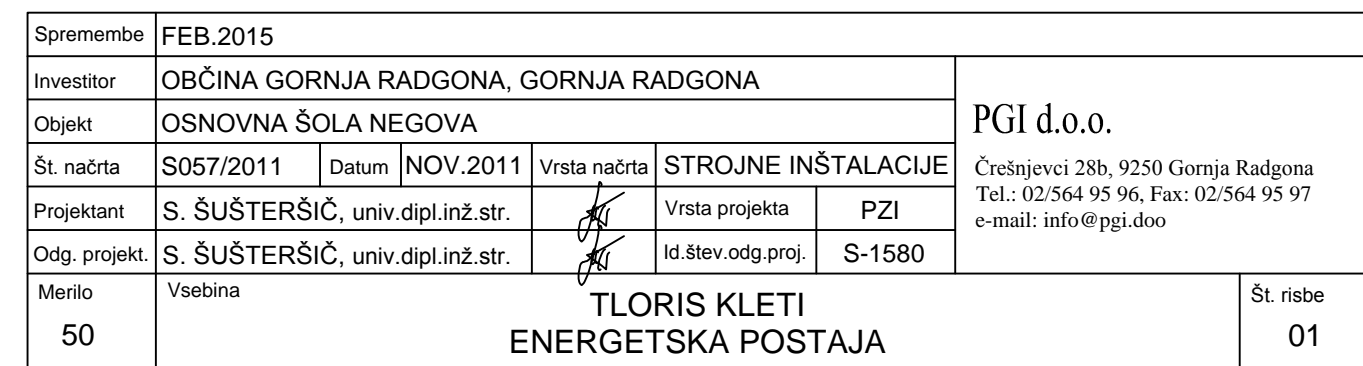 Spremembe FEB.2015
Investitor OBČINA GORNJA RADGONA, GORNJA RADGONA
Objekt OSNOVNA ŠOLA NEGOVA
Št. načrta S057/2011 Datum NOV.2011 Vrsta načrta STROJNE INŠTALACIJE
Projektant S. ŠUŠTERŠIČ, univ.dipl.inž.str. Vrsta projekta PZI
Odg. projekt. S. ŠUŠTERŠIČ, univ.dipl.inž.str. Id.štev.odg.proj. S-1580
PGI d.o.o.
Črešnjevci 28b, 9250 Gornja Radgona
Tel.: 02/564 95 96, Fax: 02/564 95 97
e-mail: info@pgi.doo
Merilo
50
Vsebina
TLORIS KLETI
ENERGETSKA POSTAJA
Št. risbe
01